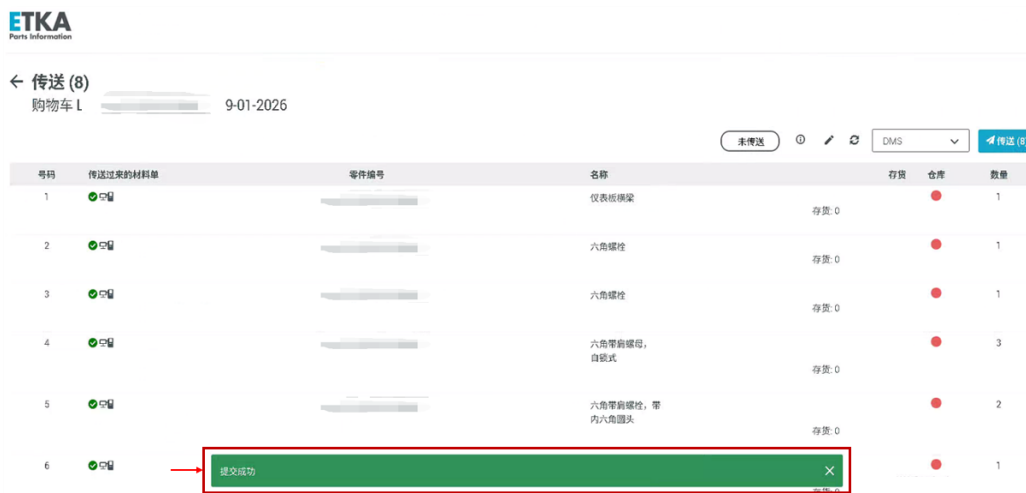 ETKA
Parts Information
传送 (8)
购物车 L
9-01-2026
未传送
DMS
传送 (8)
号码 传送过来的材料单 零件编号 名称 存货 仓库 数量
1 仪表板横梁 1
存货: 0
2 六角螺栓 1
存货: 0
3 六角螺栓 1
存货: 0
4 六角带肩螺母， 3
自锁式
存货: 0
5 六角带肩螺栓，带 2
内六角圆头
存货: 0
6 1
提交成功
存货: 0